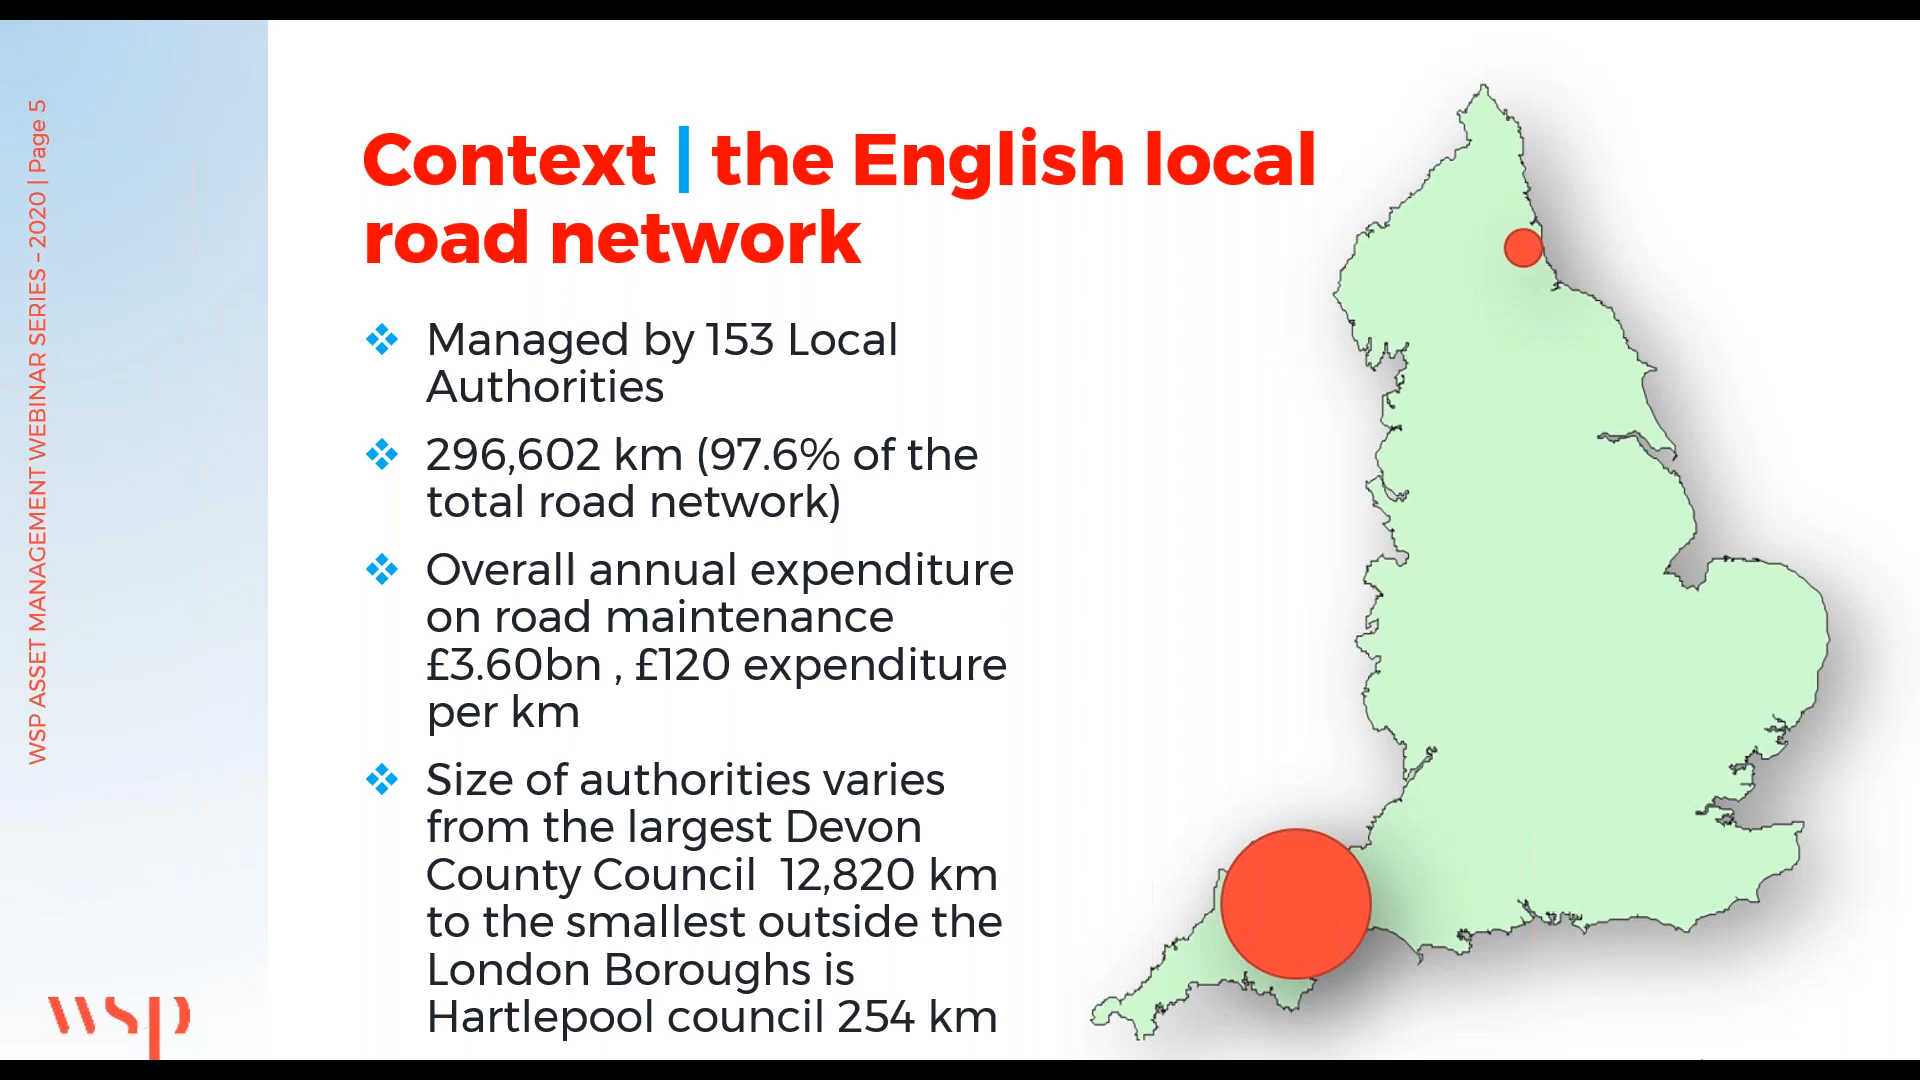 WSP ASSET MANAGEMENT WEBINAR SERIES – 2020 | Page 5
Context | the English local
road network
❖ Managed by 153 Local
Authorities
❖ 296,602 km (97.6% of the
total road network)
❖ Overall annual expenditure
on road maintenance
£3.60bn , £120 expenditure
per km
❖ Size of authorities varies
from the largest Devon
County Council 12,820 km
to the smallest outside the
London Boroughs is
Hartlepool council 254 km
wsp